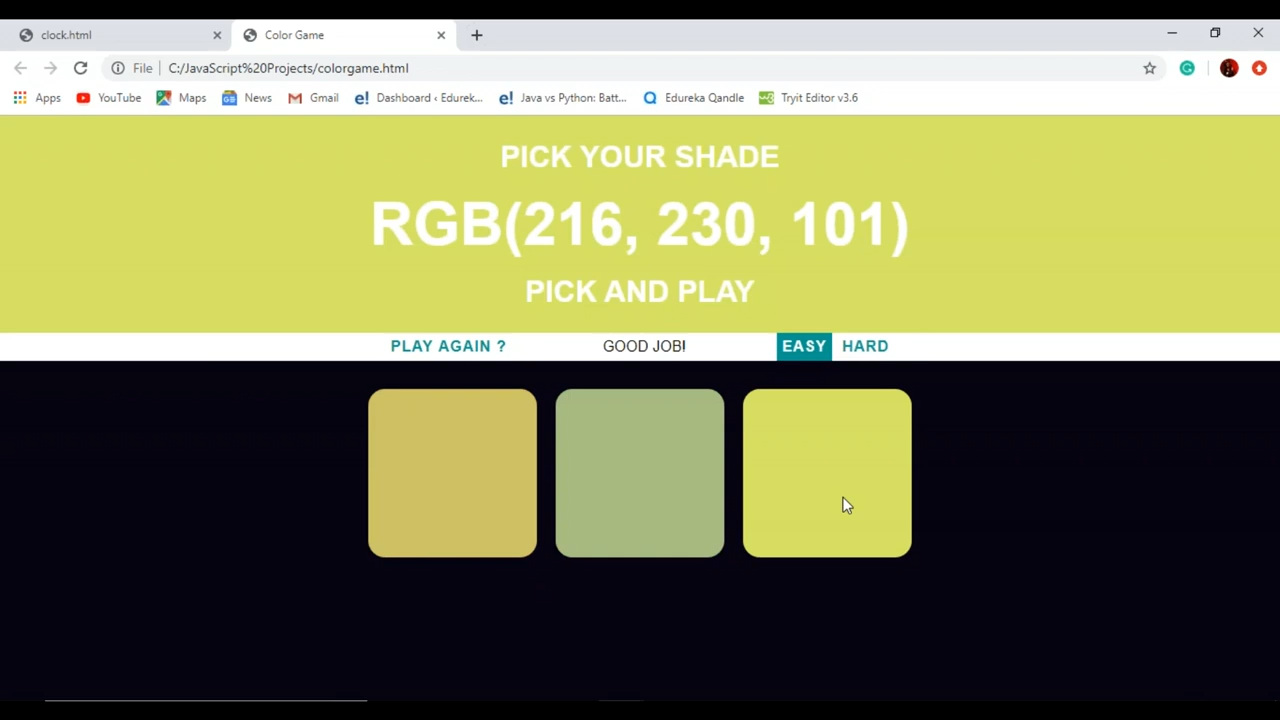 clock.html
Color Game
File
C:/JavaScript%20Projects/colorgame.html
Apps YouTube Maps News Gmail Dashboard ‹ Edurek... Java vs Python: Batt... Edureka Qandle Tryit Editor v3.6
PICK YOUR SHADE
RGB(216, 230, 101)
PICK AND PLAY
PLAY AGAIN ? GOOD JOB! EASY HARD